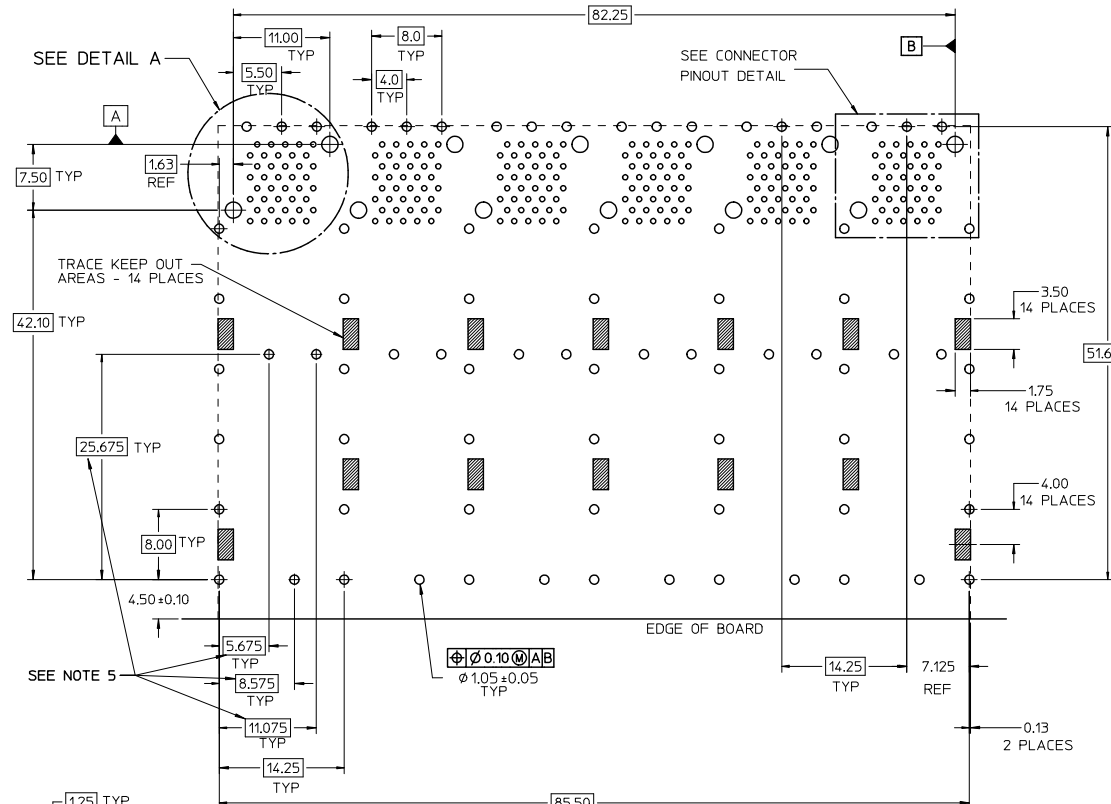 82.25
11.00
TYP
8.0
TYP
B
SEE DETAIL A
5.50
TYP
4.0
TYP
SEE CONNECTOR
PINOUT DETAIL
A
7.50 TYP
1.63
REF
TRACE KEEP OUT
AREAS - 14 PLACES
42.10 TYP
3.50
14 PLACES
1.75
14 PLACES
25.675 TYP
4.00
14 PLACES
8.00 TYP
4.50±0.10
EDGE OF BOARD
5.675
TYP
SEE NOTE 5
8.575
TYP
⌖ Ø 0.10 Ⓜ A B
Ø 1.05±0.05
TYP
14.25
TYP
7.125
REF
11.075
TYP
0.13
2 PLACES
14.25
TYP
1.25 TYP
85.50